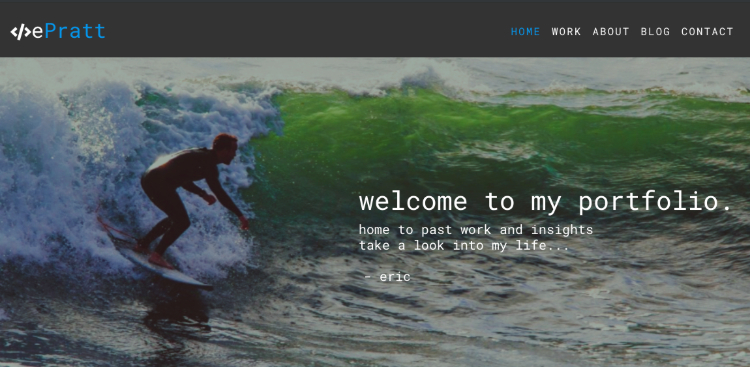 </>ePratt
HOME WORK ABOUT BLOG CONTACT
welcome to my portfolio.
home to past work and insights
take a look into my life...
- eric